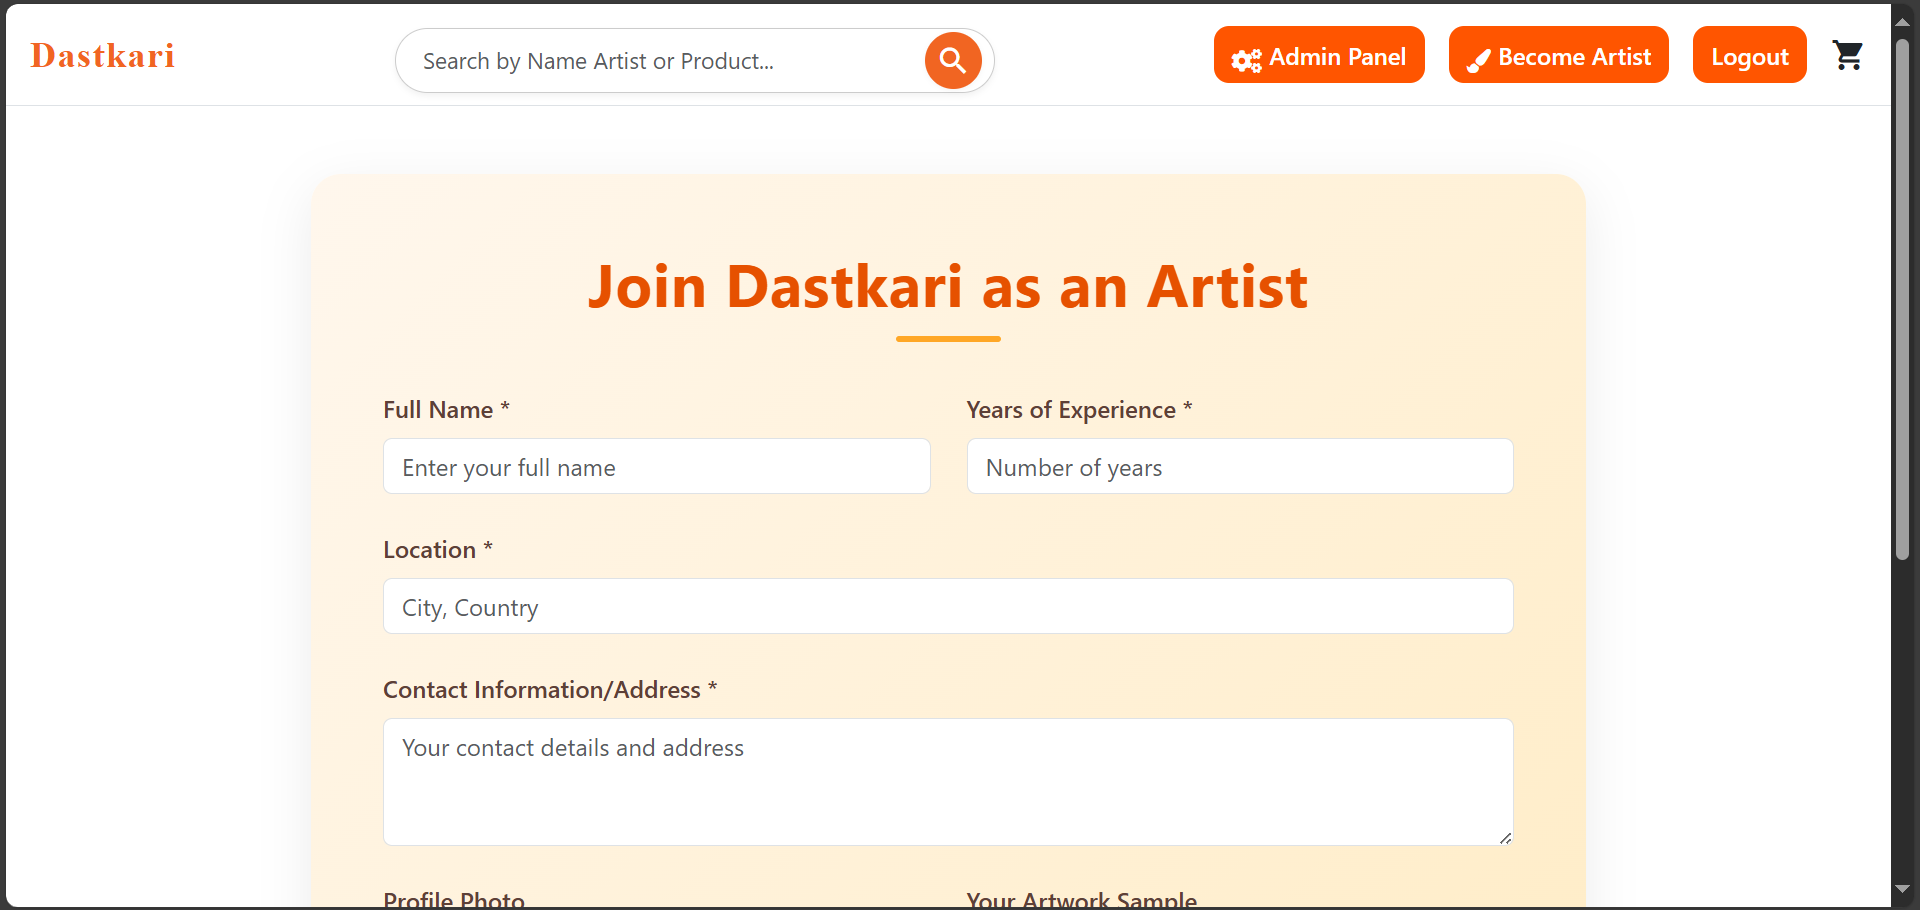 Dastkari
Search by Name Artist or Product...
Admin Panel
Become Artist
Logout
Join Dastkari as an Artist
Full Name *
Years of Experience *
Enter your full name
Number of years
Location *
City, Country
Contact Information/Address *
Your contact details and address
Profile Photo
Your Artwork Sample